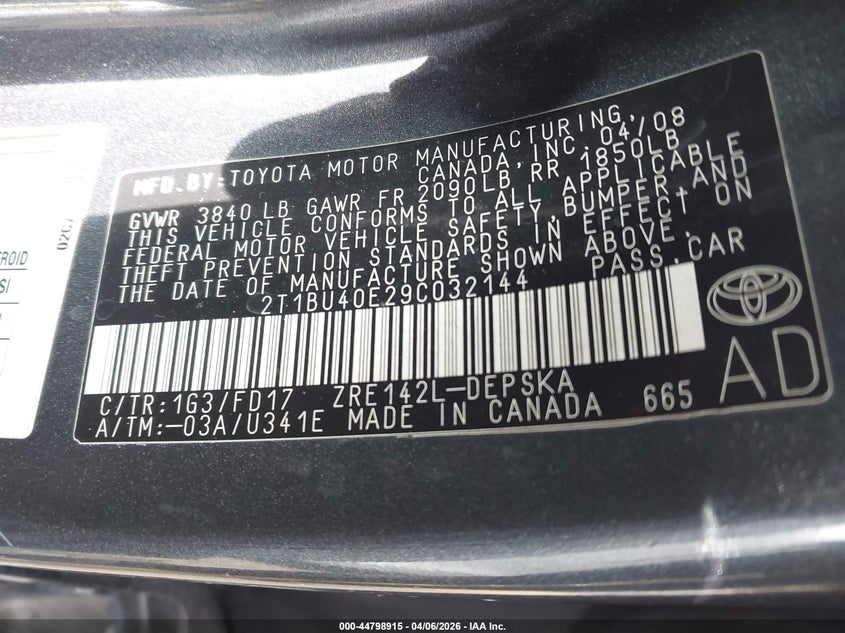 MFD.BY:TOYOTA MOTOR MANUFACTURING,
CANADA, INC. 04/08
GVWR 3840 LB GAWR FR 2090LB, RR 1850LB
THIS VEHICLE CONFORMS TO ALL APPLICABLE
FEDERAL MOTOR VEHICLE SAFETY, BUMPER, AND
THEFT PREVENTION STANDARDS IN EFFECT ON
THE DATE OF MANUFACTURE SHOWN ABOVE.
2T1BU40E29C032144 PASS.CAR
C/TR:1G3/FD17 ZRE142L-DEPSKA
A/TM:-03A/U341E MADE IN CANADA 665
AD
000-44798915 - 04/06/2026 - IAA Inc.